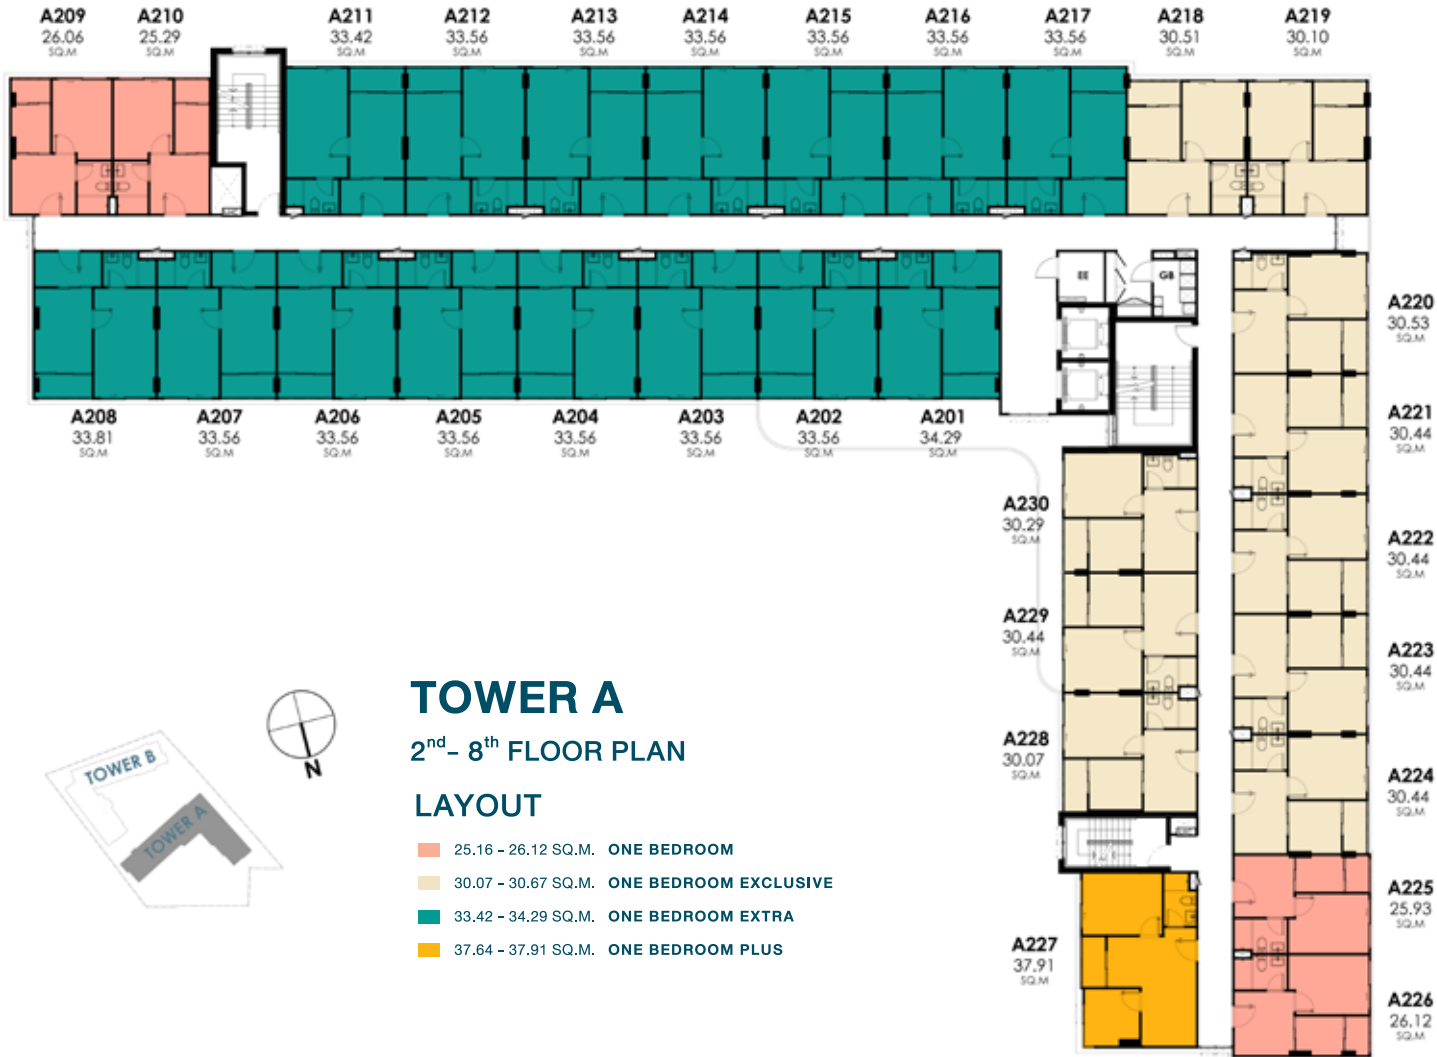 A209
26.06
SQ.M
A210
25.29
SQ.M
A211
33.42
SQ.M
A212
33.56
SQ.M
A213
33.56
SQ.M
A214
33.56
SQ.M
A215
33.56
SQ.M
A216
33.56
SQ.M
A217
33.56
SQ.M
A218
30.51
SQ.M
A219
30.10
SQ.M
EE
GB
A208
33.81
SQ.M
A207
33.56
SQ.M
A206
33.56
SQ.M
A205
33.56
SQ.M
A204
33.56
SQ.M
A203
33.56
SQ.M
A202
33.56
SQ.M
A201
34.29
SQ.M
A220
30.53
SQ.M
A221
30.44
SQ.M
A222
30.44
SQ.M
A223
30.44
SQ.M
A224
30.44
SQ.M
A225
25.93
SQ.M
A226
26.12
SQ.M
A230
30.29
SQ.M
A229
30.44
SQ.M
A228
30.07
SQ.M
A227
37.91
SQ.M
TOWER B
TOWER A
N
TOWER A
2nd - 8th FLOOR PLAN
LAYOUT
25.16 - 26.12 SQ.M. ONE BEDROOM
30.07 - 30.67 SQ.M. ONE BEDROOM EXCLUSIVE
33.42 - 34.29 SQ.M. ONE BEDROOM EXTRA
37.64 - 37.91 SQ.M. ONE BEDROOM PLUS